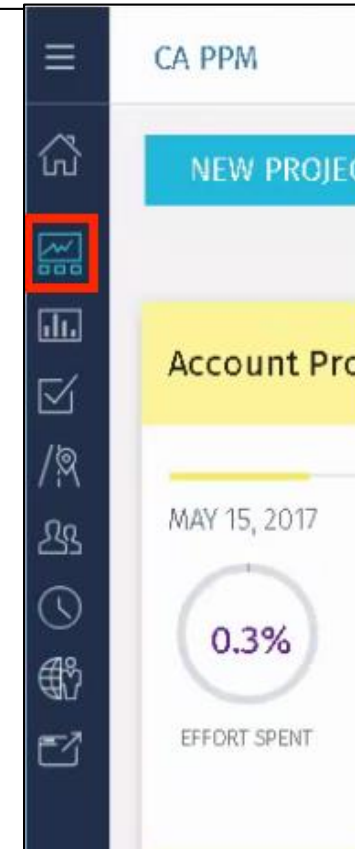 CA PPM
NEW PROJEC
Account Pro
MAY 15, 2017
0.3%
EFFORT SPENT